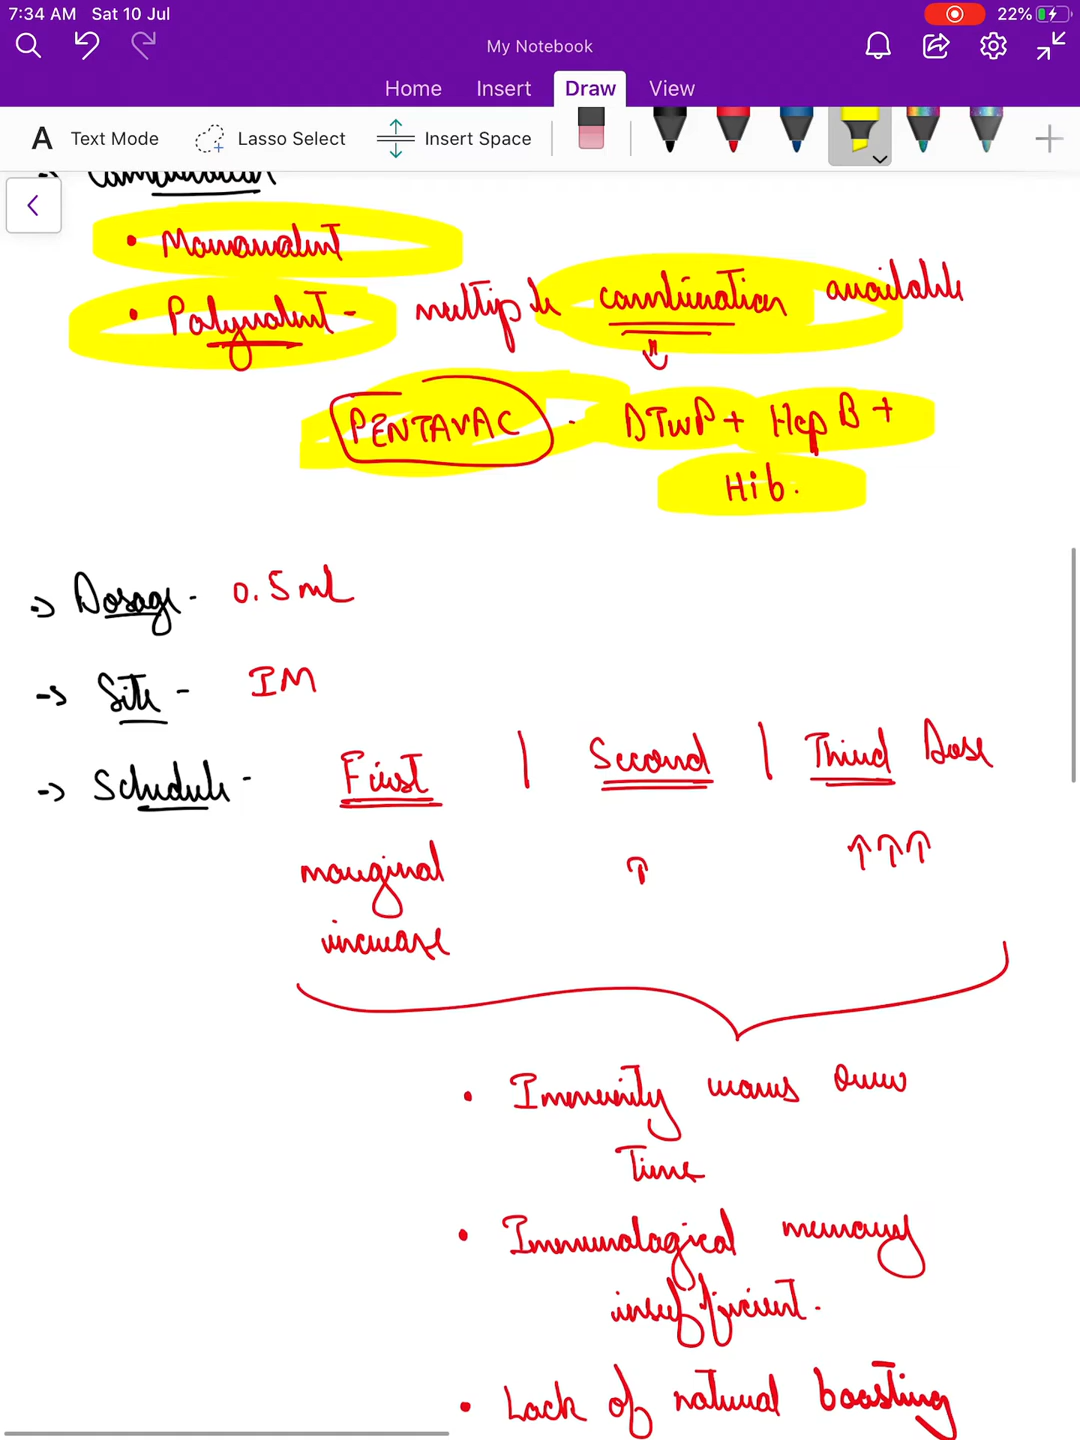 7:34 AM Sat 10 Jul 22%
My Notebook
Home Insert Draw View
A Text Mode Lasso Select Insert Space
Combination
• Monovalent
• Polyvalent - multiple combination available
PENTAVAC - DTwP + Hep B +
Hib.
→ Dosage - 0.5 ml
→ Site - IM
→ Schedule - First | Second | Third Dose
marginal ↑ ↑↑↑
increase
• Immunity wanes over
Time
• Immunological memory
insufficient.
• Lack of natural boosting